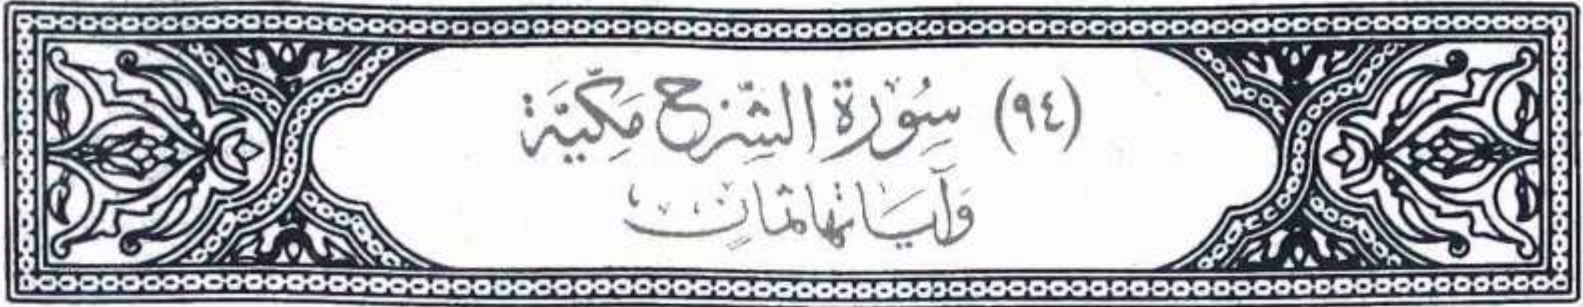 (٩٤) سُورَةُ الشَّرْحِ مَكِّيَّة
وَآيَاتُهَا ثَمَانٍ